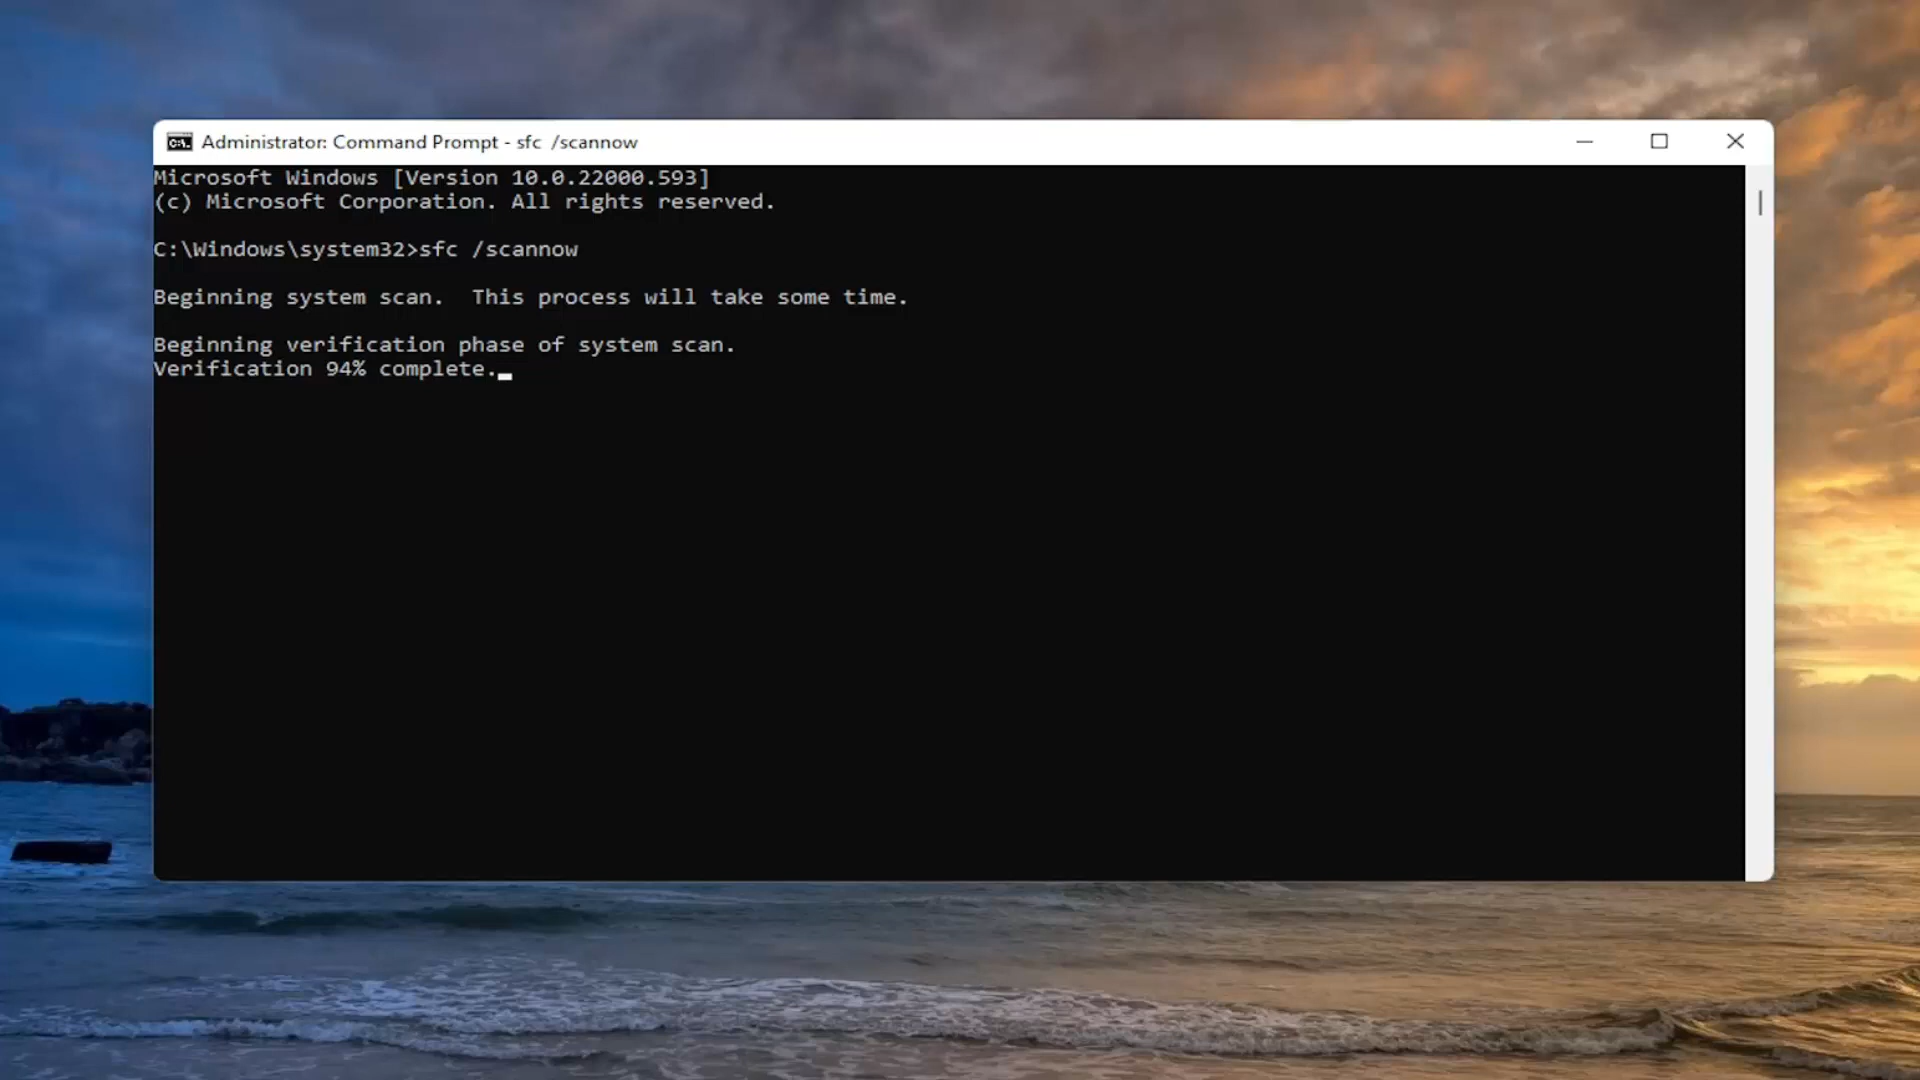 Administrator: Command Prompt - sfc  /scannow
Microsoft Windows [Version 10.0.22000.593]
(c) Microsoft Corporation. All rights reserved.
C:\Windows\system32>sfc /scannow
Beginning system scan.  This process will take some time.
Beginning verification phase of system scan.
Verification 94% complete.